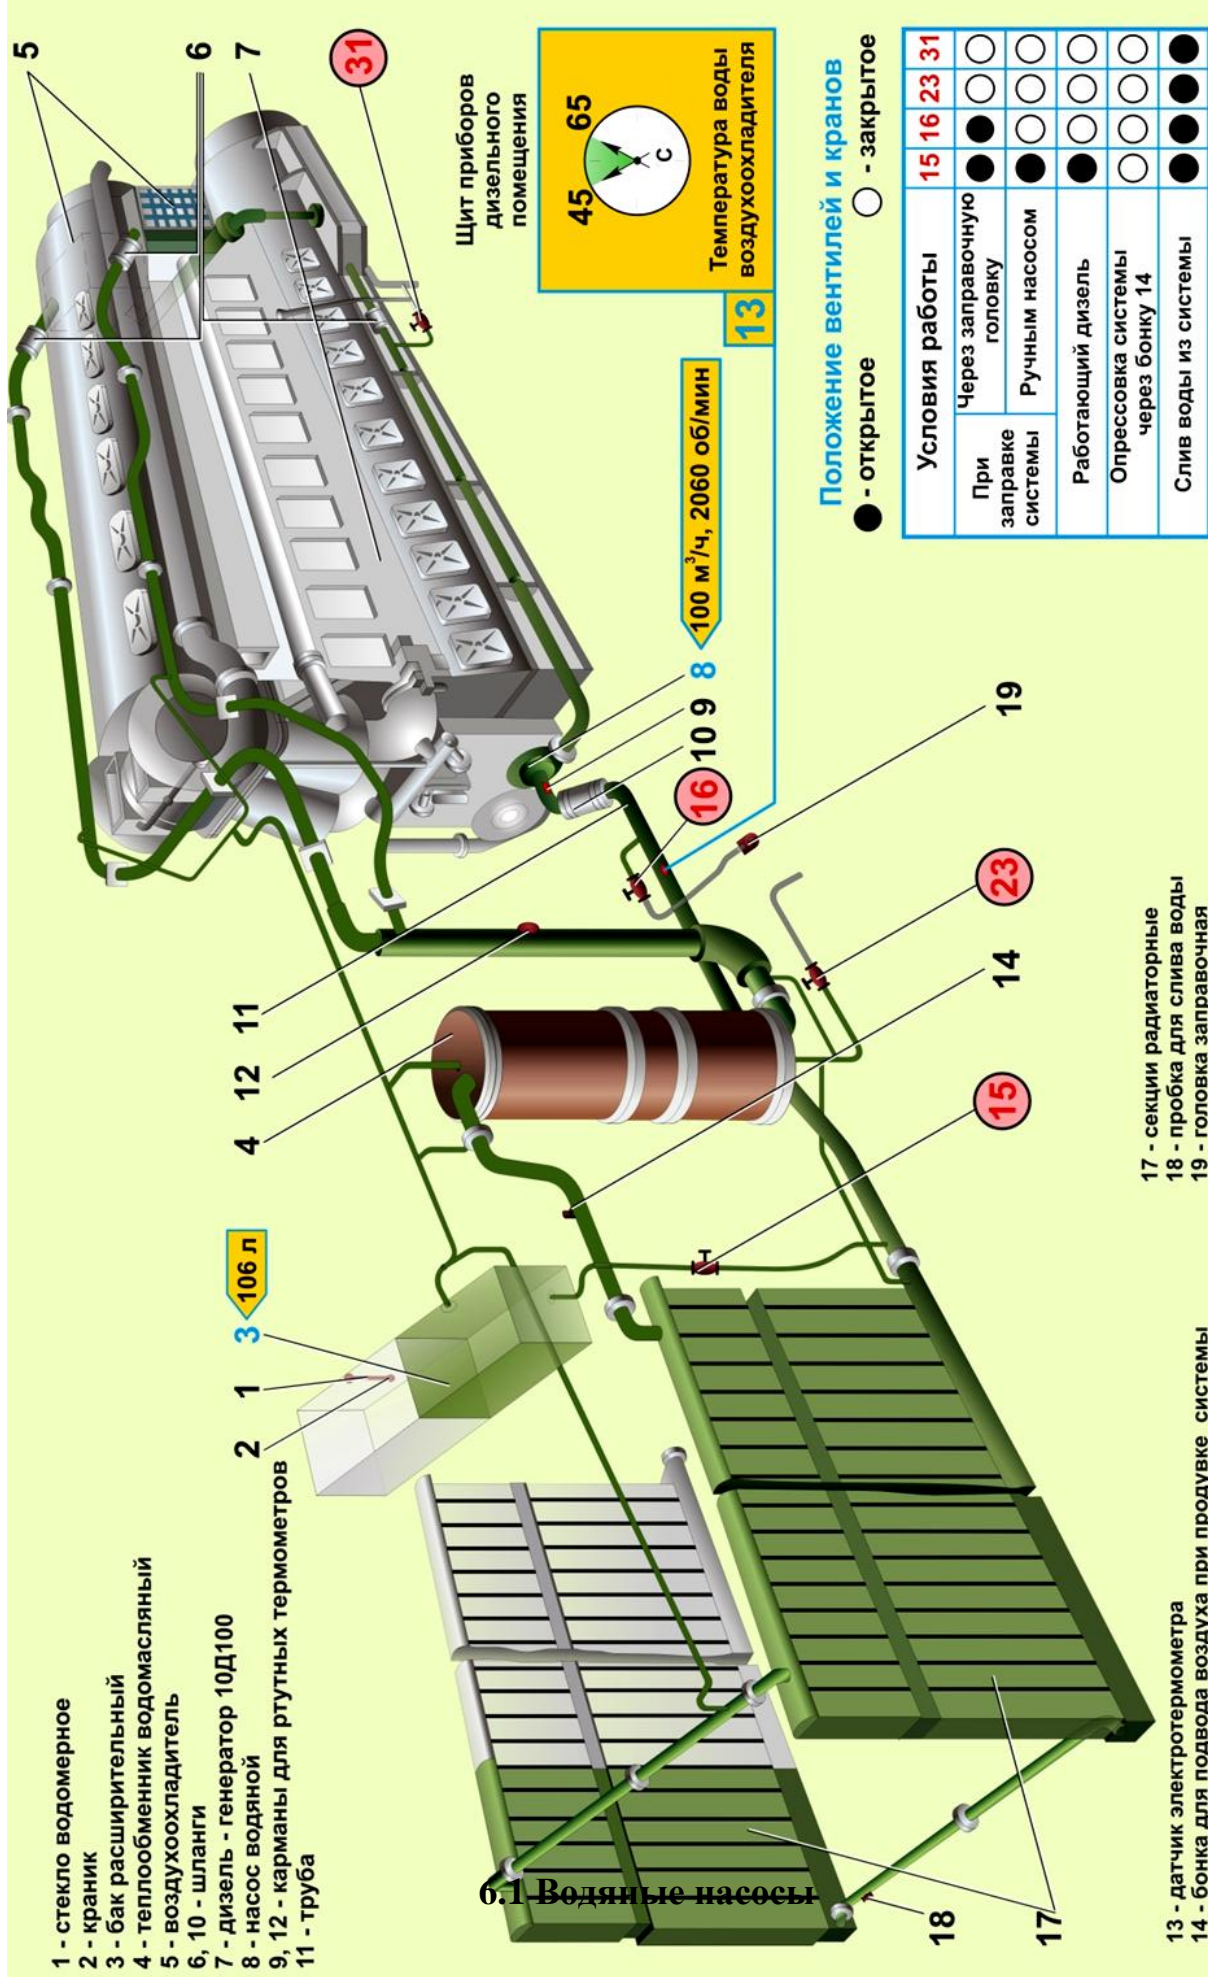 1 - стекло водомерное
2 - краник
3 - бак расширительный
4 - теплообменник водомасляный
5 - воздухоохладитель
6, 10 - шланги
7 - дизель - генератор 10Д100
8 - насос водяной
9, 12 - карманы для ртутных термометров
11 - труба
13 - датчик электротермометра
14 - бонка для подвода воздуха при продувке системы
17 - секции радиаторные
18 - пробка для слива воды
19 - головка заправочная
5
6
7
31
2
1
3
106 л
4
12
11
8
100 м³/ч, 2060 об/мин
9
10
16
19
23
14
15
18
17
13
Щит приборов
дизельного
помещения
45 65
С
Температура воды
воздухоохладителя
Положение вентилей и кранов
- открытое
- закрытое
Условия работы 15 16 23 31
При
заправке
системы
Через заправочную
головку
Ручным насосом
Работающий дизель
Опрессовка системы
через бонку 14
Слив воды из системы
6.1 Водяные насосы